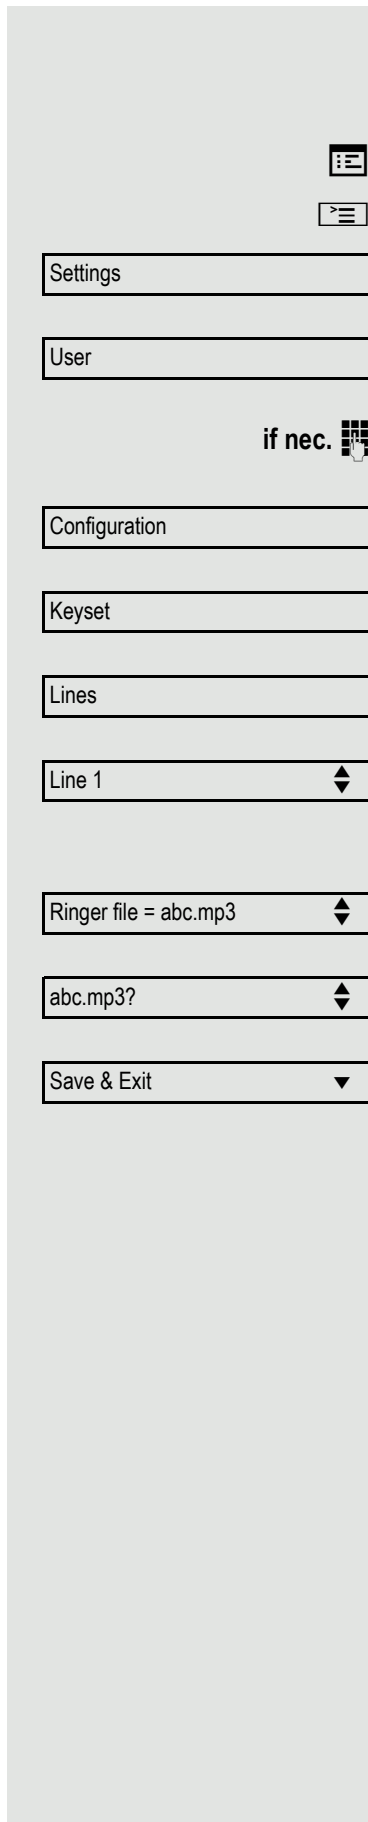 Settings
User
if nec.
Configuration
Keyset
Lines
Line 1
Ringer file = abc.mp3
abc.mp3?
Save & Exit